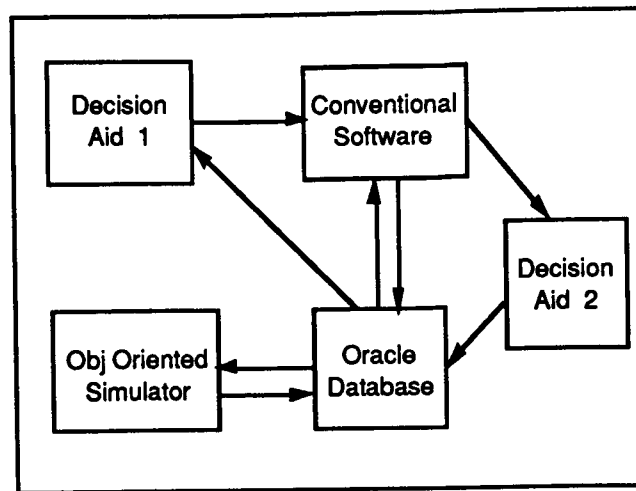 Decision
Aid 1
Conventional
Software
Decision
Aid 2
Obj Oriented
Simulator
Oracle
Database